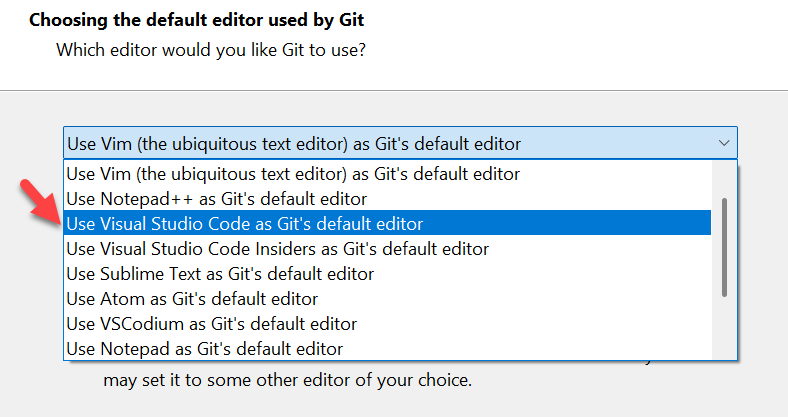 Choosing the default editor used by Git
Which editor would you like Git to use?
Use Vim (the ubiquitous text editor) as Git's default editor
Use Vim (the ubiquitous text editor) as Git's default editor
Use Notepad++ as Git's default editor
Use Visual Studio Code as Git's default editor
Use Visual Studio Code Insiders as Git's default editor
Use Sublime Text as Git's default editor
Use Atom as Git's default editor
Use VSCodium as Git's default editor
Use Notepad as Git's default editor
may set it to some other editor of your choice.